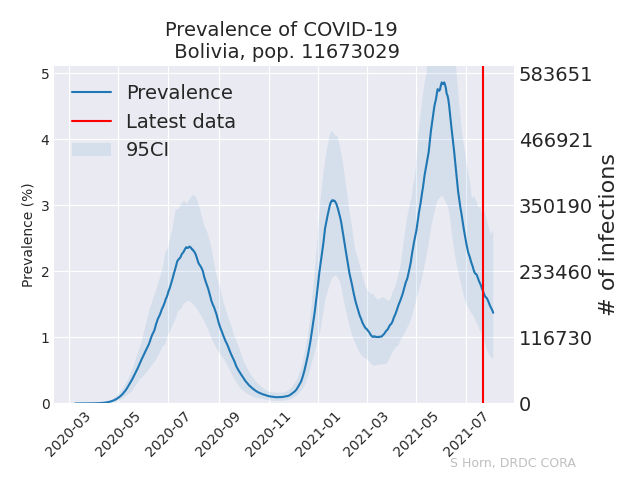 Prevalence of COVID-19
Bolivia, pop. 11673029
Prevalence
Latest data
95CI
Prevalence (%)
5
4
3
2
1
0
583651
466921
350190
233460
116730
0
# of infections
2020-03
2020-05
2020-07
2020-09
2020-11
2021-01
2021-03
2021-05
2021-07
S Horn, DRDC CORA